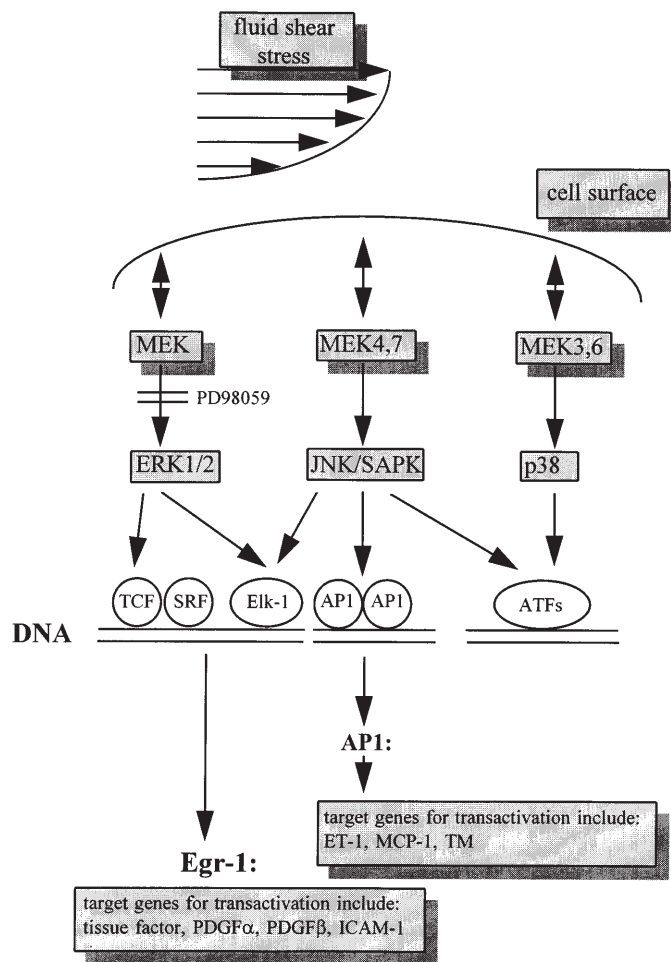 fluid shear
stress
cell surface
MEK
MEK4,7
MEK3,6
PD98059
ERK1/2
JNK/SAPK
p38
TCF
SRF
Elk-1
AP1
AP1
ATFs
DNA
AP1:
target genes for transactivation include:
ET-1, MCP-1, TM
Egr-1:
target genes for transactivation include:
tissue factor, PDGFα, PDGFβ, ICAM-1